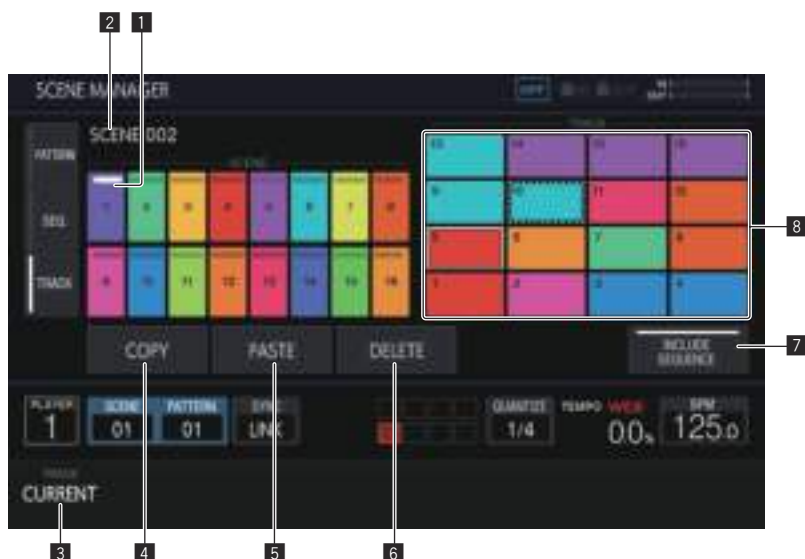 2 1
SCENE MANAGER
OFF
SCENE 002
TRACK
SCENE
PATTERN
SEQ.
TRACK
1 2 3 4 5 6 7 8
9 10 11 12 13 14 15 16
13 14 15 16
9 10 11 12
5 6 7 8
1 2 3 4
8
COPY PASTE DELETE
INCLUDE
SEQUENCE
7
PLAYER
1
SCENE
01
PATTERN
01
SYNC
LINK
QUANTIZE
1/4
TEMPO
0.0%
BPM
125.0
TRACK
CURRENT
3 4 5 6